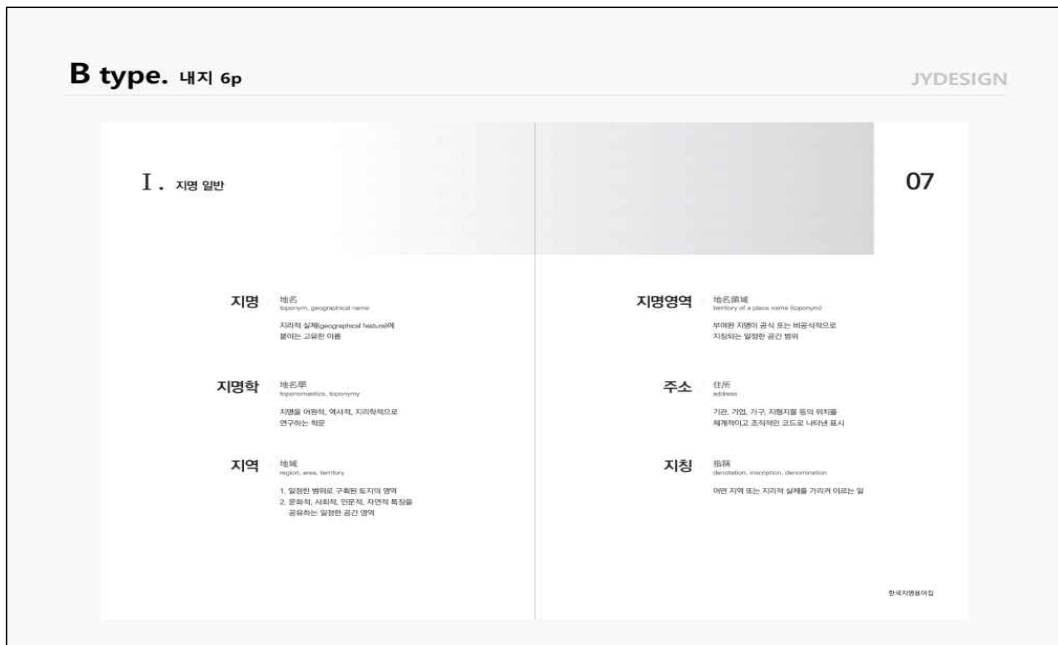 B type. 내지 6p
JYDESIGN
I. 지명 일반
07
지명
地名
toponym, geographical name
지리적 실체(geographical feature)에
붙이는 고유한 이름
지명학
地名學
toponomastics, toponymy
지명을 어원적, 역사적, 지리학적으로
연구하는 학문
지역
地域
region, area, territory
1. 일정한 범위로 구획된 토지의 영역
2. 문화적, 사회적, 인문적, 자연적 특징을
공유하는 일정한 공간 영역
지명영역
地名領域
territory of a place name (toponym)
부여된 지명이 공식 또는 비공식적으로
지칭되는 일정한 공간 범위
주소
住所
address
기관, 기업, 가구, 지형지물 등의 위치를
체계적이고 조직적인 코드로 나타낸 표시
지칭
指稱
denotation, inscription, denomination
어떤 지역 또는 지리적 실체를 가리켜 이르는 일
한국지명용어집